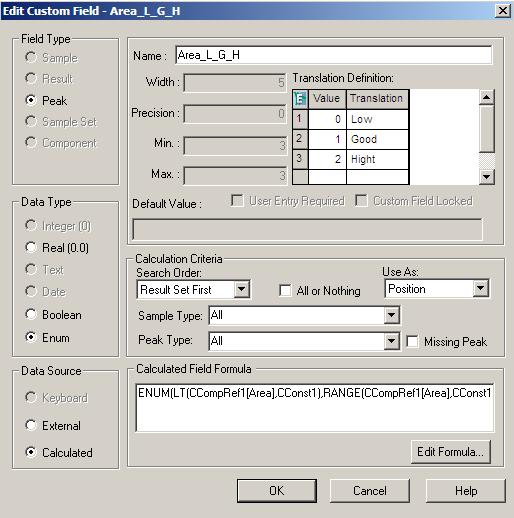 Edit Custom Field - Area_L_G_H
Field Type
Sample
Result
Peak
Sample Set
Component
Name : Area_L_G_H
Width : 5
Precision : 0
Min. : 3
Max. : 3
Translation Definition:
Value Translation
1 0 Low
2 1 Good
3 2 Hight
Default Value : User Entry Required Custom Field Locked
Data Type
Integer (0)
Real (0.0)
Text
Date
Boolean
Enum
Calculation Criteria
Search Order: Use As:
Result Set First All or Nothing Position
Sample Type: All
Peak Type: All Missing Peak
Data Source
Keyboard
External
Calculated
Calculated Field Formula
ENUM(LT(CCompRef1[Area],CConst1),RANGE(CCompRef1[Area],CConst1
Edit Formula...
OK Cancel Help